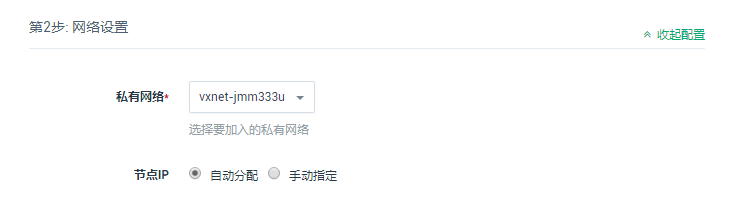 第2步: 网络设置
收起配置
私有网络* vxnet-jmm333u
选择要加入的私有网络
节点IP 自动分配 手动指定